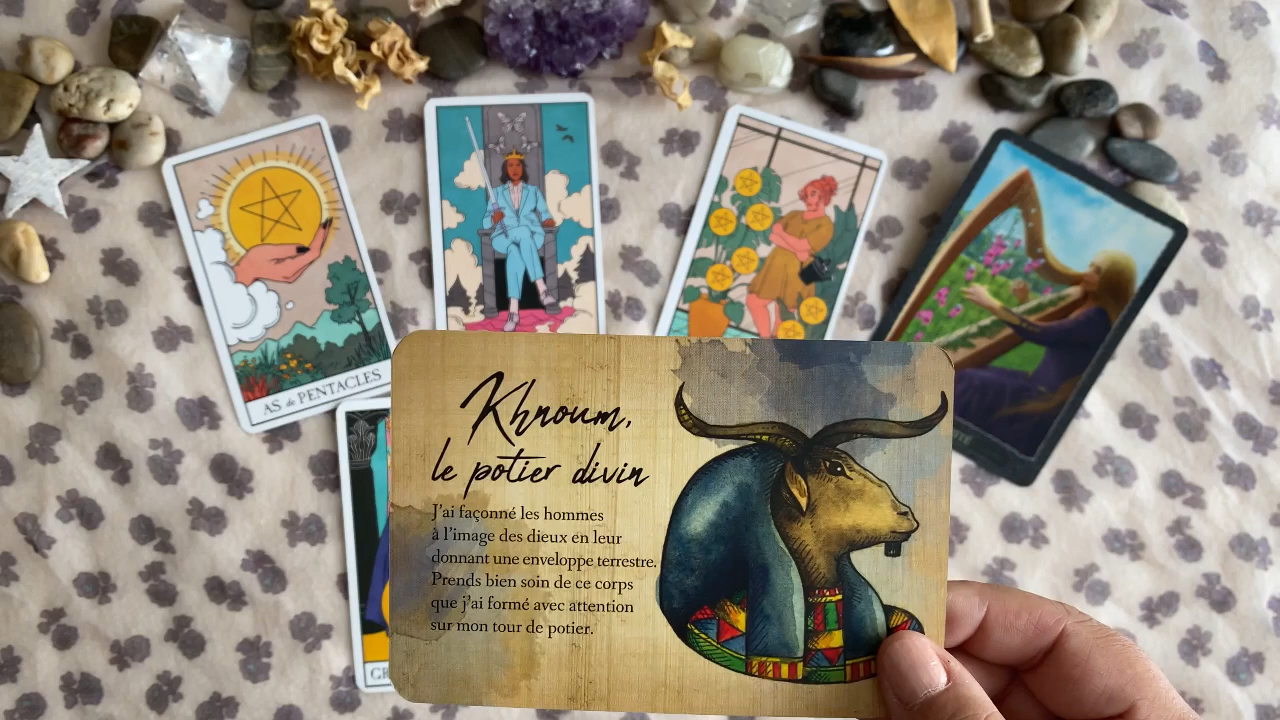 AS de PENTACLES
Khnoum,
le potier divin
J'ai façonné les hommes
à l'image des dieux en leur
donnant une enveloppe terrestre.
Prends bien soin de ce corps
que j'ai formé avec attention
sur mon tour de potier.